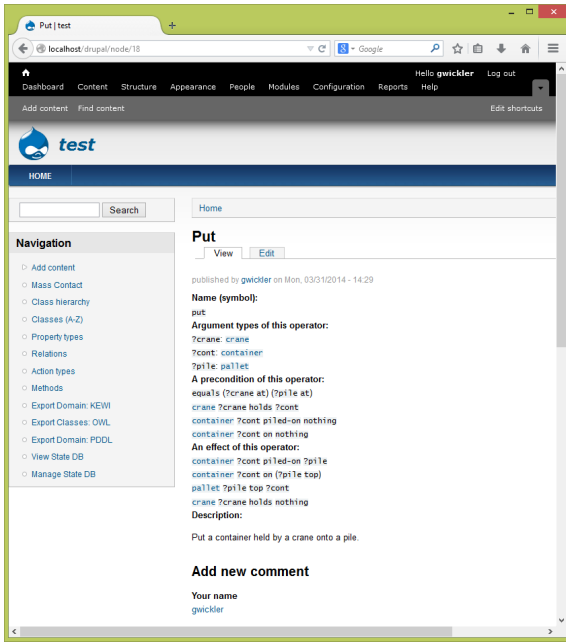 Put | test
localhost/drupal/node/18
Google
Hello gwickler Log out
Dashboard Content Structure Appearance People Modules Configuration Reports Help
Add content Find content Edit shortcuts
test
HOME
Search
Home
Navigation
Add content
Mass Contact
Class hierarchy
Classes (A-Z)
Property types
Relations
Action types
Methods
Export Domain: KEWI
Export Classes: OWL
Export Domain: PDDL
View State DB
Manage State DB
Put
View Edit
published by gwickler on Mon, 03/31/2014 - 14:29
Name (symbol):
put
Argument types of this operator:
?crane: crane
?cont: container
?pile: pallet
A precondition of this operator:
equals (?crane at) (?pile at)
crane ?crane holds ?cont
container ?cont piled-on nothing
container ?cont on nothing
An effect of this operator:
container ?cont piled-on ?pile
container ?cont on (?pile top)
pallet ?pile top ?cont
crane ?crane holds nothing
Description:
Put a container held by a crane onto a pile.
Add new comment
Your name
gwickler